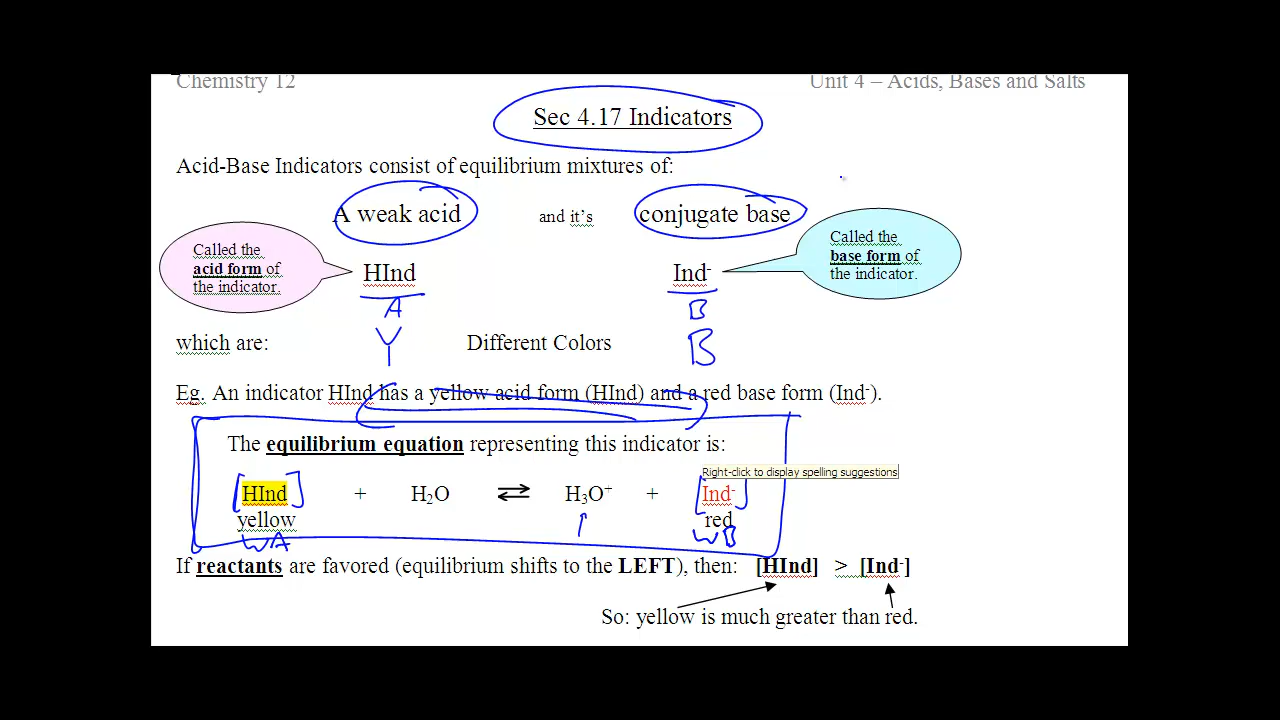 Chemistry 12 Unit 4 – Acids, Bases and Salts
Sec 4.17 Indicators
Acid-Base Indicators consist of equilibrium mixtures of:
A weak acid and it's conjugate base
Called the
acid form of
the indicator.
HInd
A
Ind-
B
Called the
base form of
the indicator.
which are: Y Different Colors B
Eg. An indicator HInd has a yellow acid form (HInd) and a red base form (Ind-).
The equilibrium equation representing this indicator is:
Right-click to display spelling suggestions
[HInd] + H₂O ⇄ H₃O⁺ + [Ind-]
yellow red
WA WB
If reactants are favored (equilibrium shifts to the LEFT), then: [HInd] > [Ind-]
So: yellow is much greater than red.